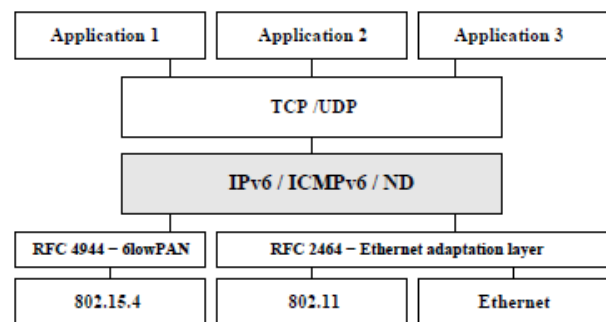 Application 1
Application 2
Application 3
TCP /UDP
IPv6 / ICMPv6 / ND
RFC 4944 – 6lowPAN
RFC 2464 – Ethernet adaptation layer
802.15.4
802.11
Ethernet